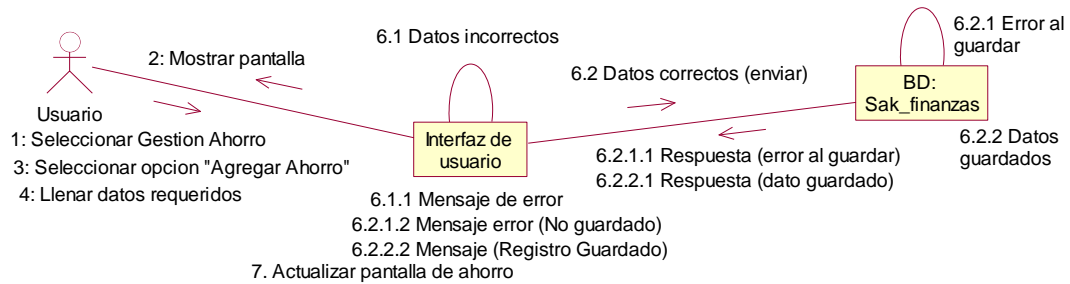 6.1 Datos incorrectos
6.2.1 Error al
guardar
2: Mostrar pantalla
6.2 Datos correctos (enviar)
BD:
Sak_finanzas
Usuario
1: Seleccionar Gestion Ahorro
3: Seleccionar opcion "Agregar Ahorro"
4: Llenar datos requeridos
Interfaz de
usuario
6.2.2 Datos
guardados
6.2.1.1 Respuesta (error al guardar)
6.2.2.1 Respuesta (dato guardado)
6.1.1 Mensaje de error
6.2.1.2 Mensaje error (No guardado)
6.2.2.2 Mensaje (Registro Guardado)
7. Actualizar pantalla de ahorro